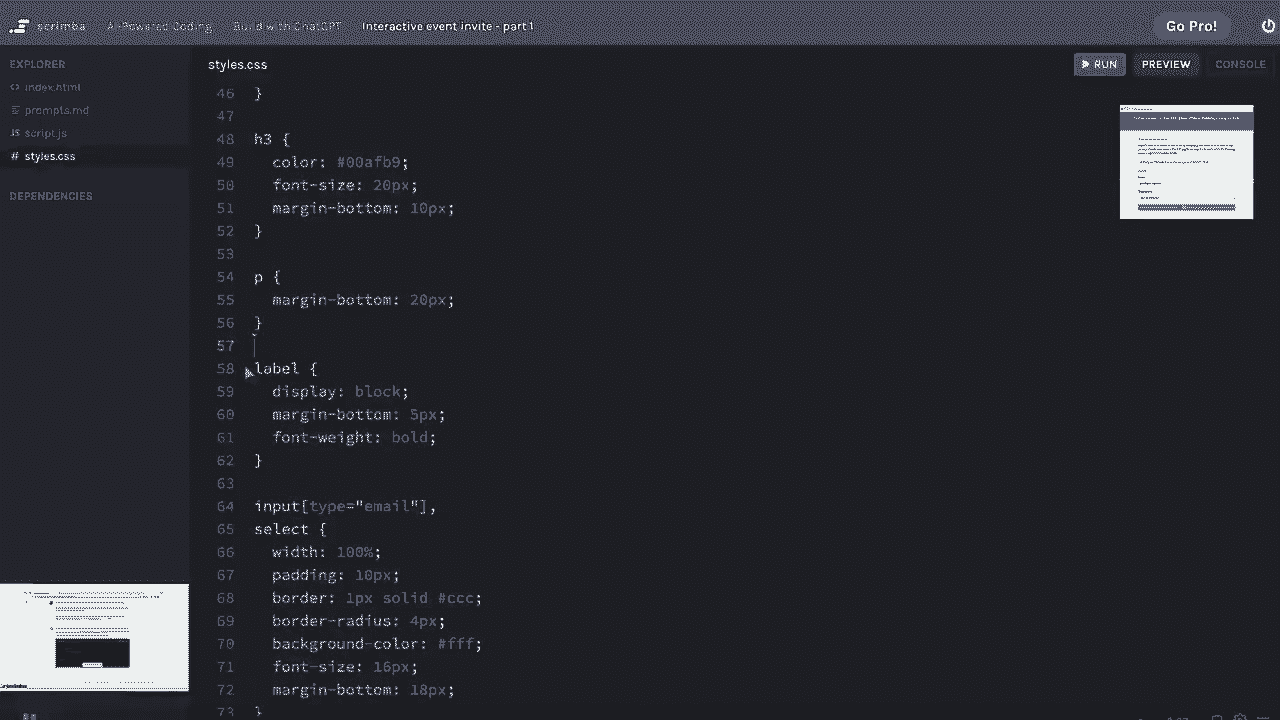 scrimba AI-Powered Coding Build with ChatGPT Interactive event invite - part 1 Go Pro!
EXPLORER
index.html
prompts.md
JS script.js
# styles.css
DEPENDENCIES
styles.css
RUN PREVIEW CONSOLE
46 }
47
48 h3 {
49 color: #00afb9;
50 font-size: 20px;
51 margin-bottom: 10px;
52 }
53
54 p {
55 margin-bottom: 20px;
56 }
57
58 label {
59 display: block;
60 margin-bottom: 5px;
61 font-weight: bold;
62 }
63
64 input[type="email"],
65 select {
66 width: 100%;
67 padding: 10px;
68 border: 1px solid #ccc;
69 border-radius: 4px;
70 background-color: #fff;
71 font-size: 16px;
72 margin-bottom: 18px;
73 }